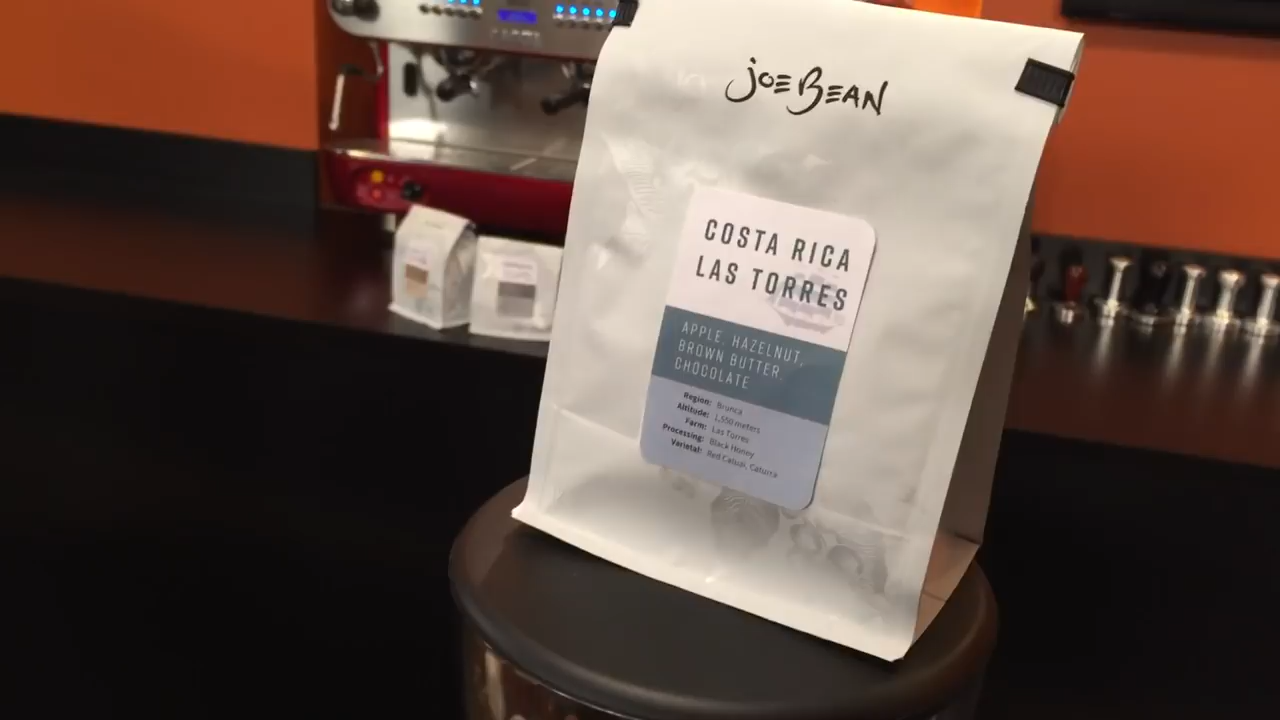 joe Bean
COSTA RICA
LAS TORRES
APPLE, HAZELNUT,
BROWN BUTTER,
CHOCOLATE
Region: Brunca
Altitude: 1,550 meters
Farm: Las Torres
Processing: Black Honey
Varietal: Red Catuai, Caturra